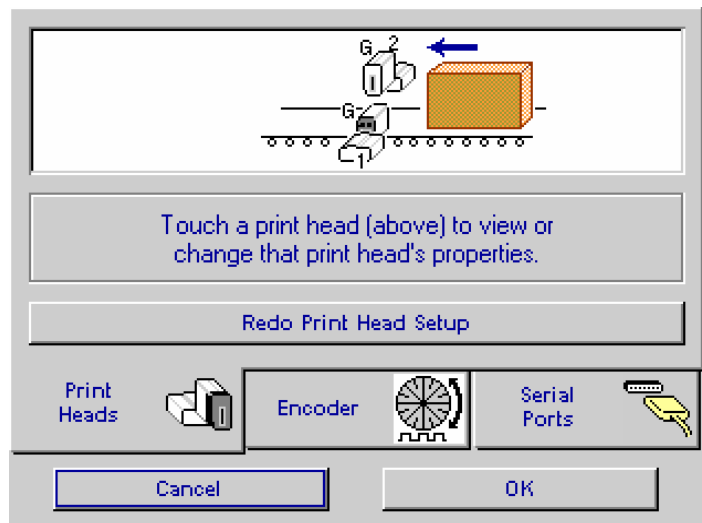 G 2
G
1
Touch a print head (above) to view or
change that print head's properties.
Redo Print Head Setup
Print
Heads
Encoder
Serial
Ports
Cancel
OK